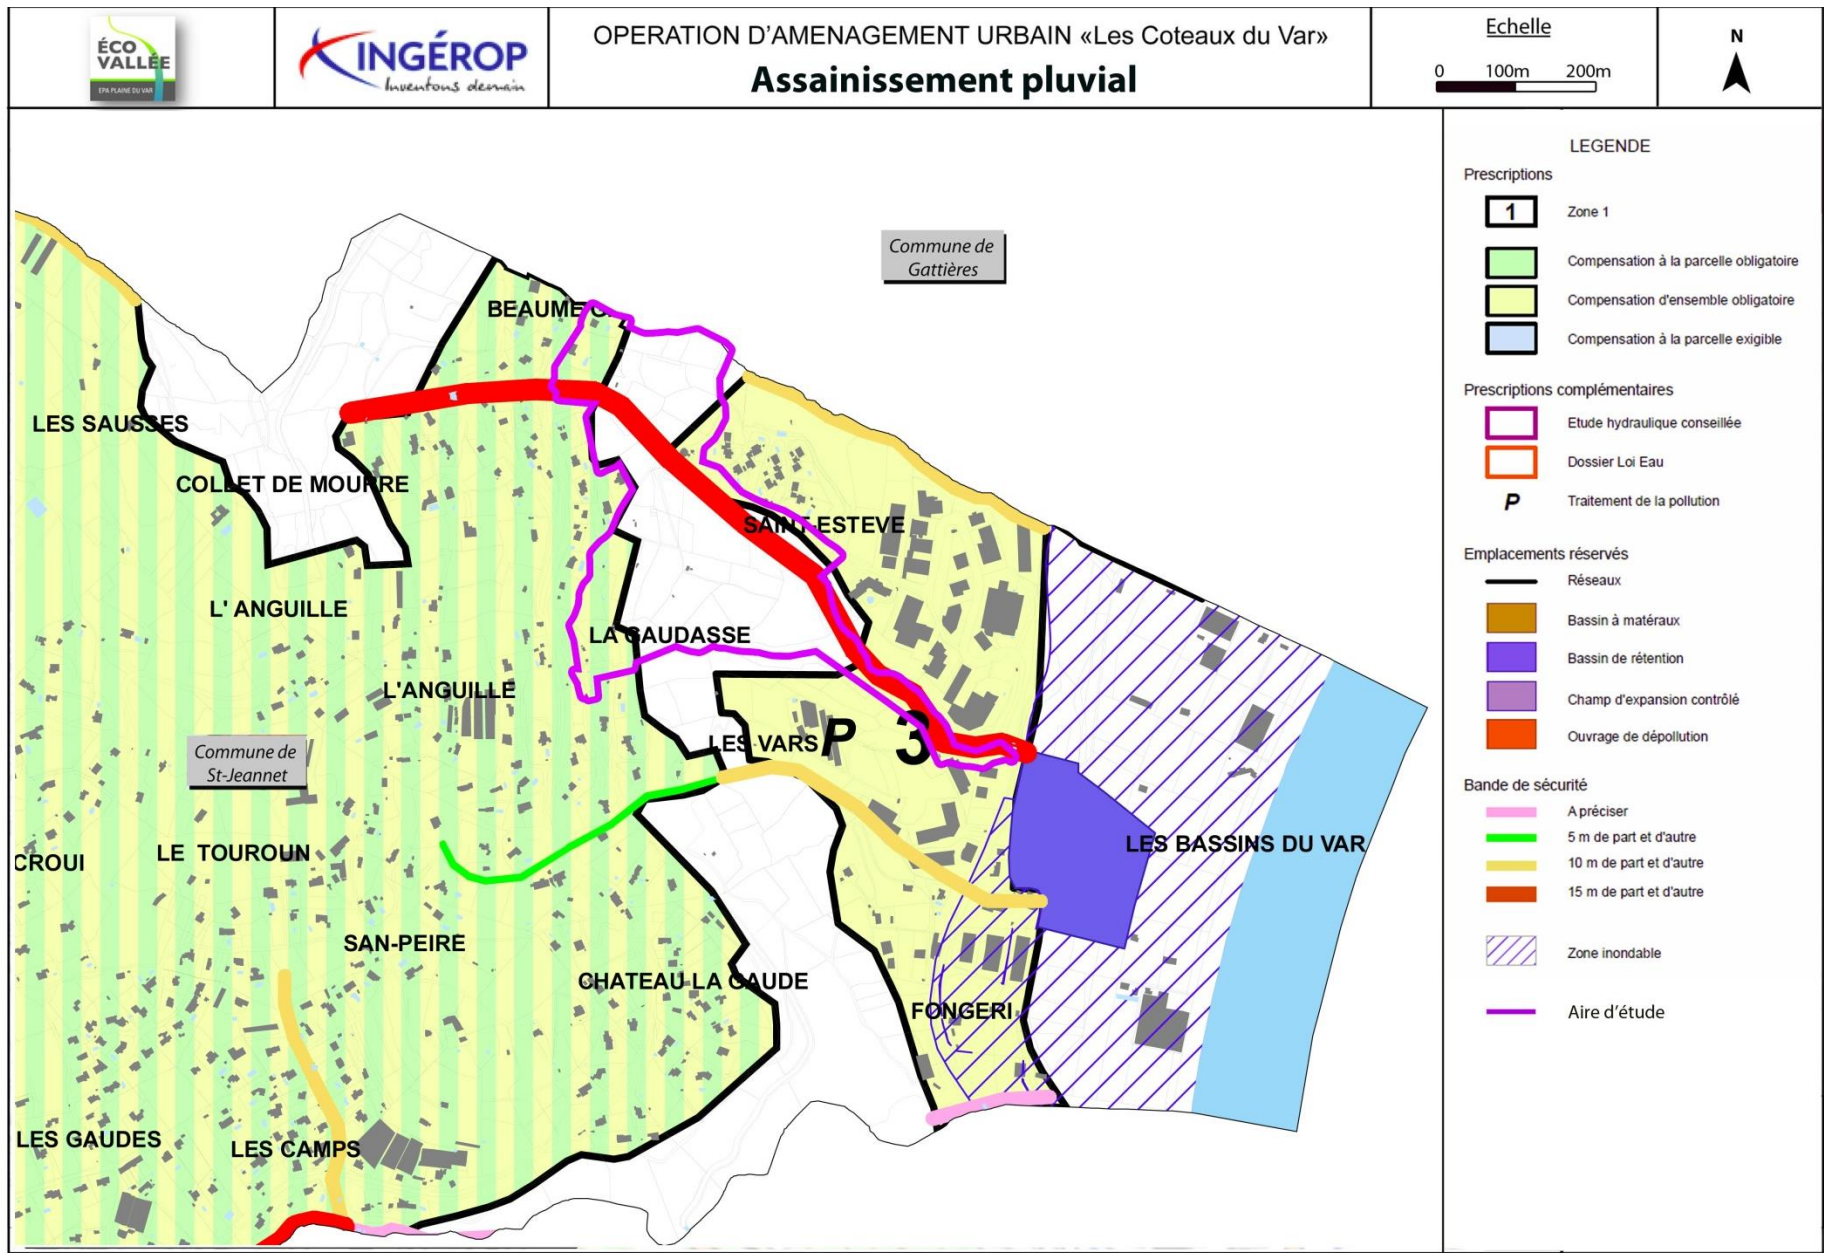 ÉCO
VALLÉE
EPA PLAINE DU VAR
INGÉROP
Inventons demain
OPERATION D'AMENAGEMENT URBAIN «Les Coteaux du Var»
Assainissement pluvial
Echelle
0 100m 200m
N
Commune de
Gattières
BEAUME
LES SAUSSES
COLLET DE MOURRE
SAINT-ESTEVE
L' ANGUILLE
LA GAUDASSE
L'ANGUILLE
Commune de
St-Jeannet
LES VARS
P 3
LES BASSINS DU VAR
CROUI
LE TOUROUN
SAN-PEIRE
CHATEAU LA GAUDE
FONGERI
LES GAUDES
LES CAMPS
LEGENDE
Prescriptions
1 Zone 1
Compensation à la parcelle obligatoire
Compensation d'ensemble obligatoire
Compensation à la parcelle exigible
Prescriptions complémentaires
Etude hydraulique conseillée
Dossier Loi Eau
P Traitement de la pollution
Emplacements réservés
Réseaux
Bassin à matéraux
Bassin de rétention
Champ d'expansion contrôlé
Ouvrage de dépollution
Bande de sécurité
A préciser
5 m de part et d'autre
10 m de part et d'autre
15 m de part et d'autre
Zone inondable
Aire d'étude